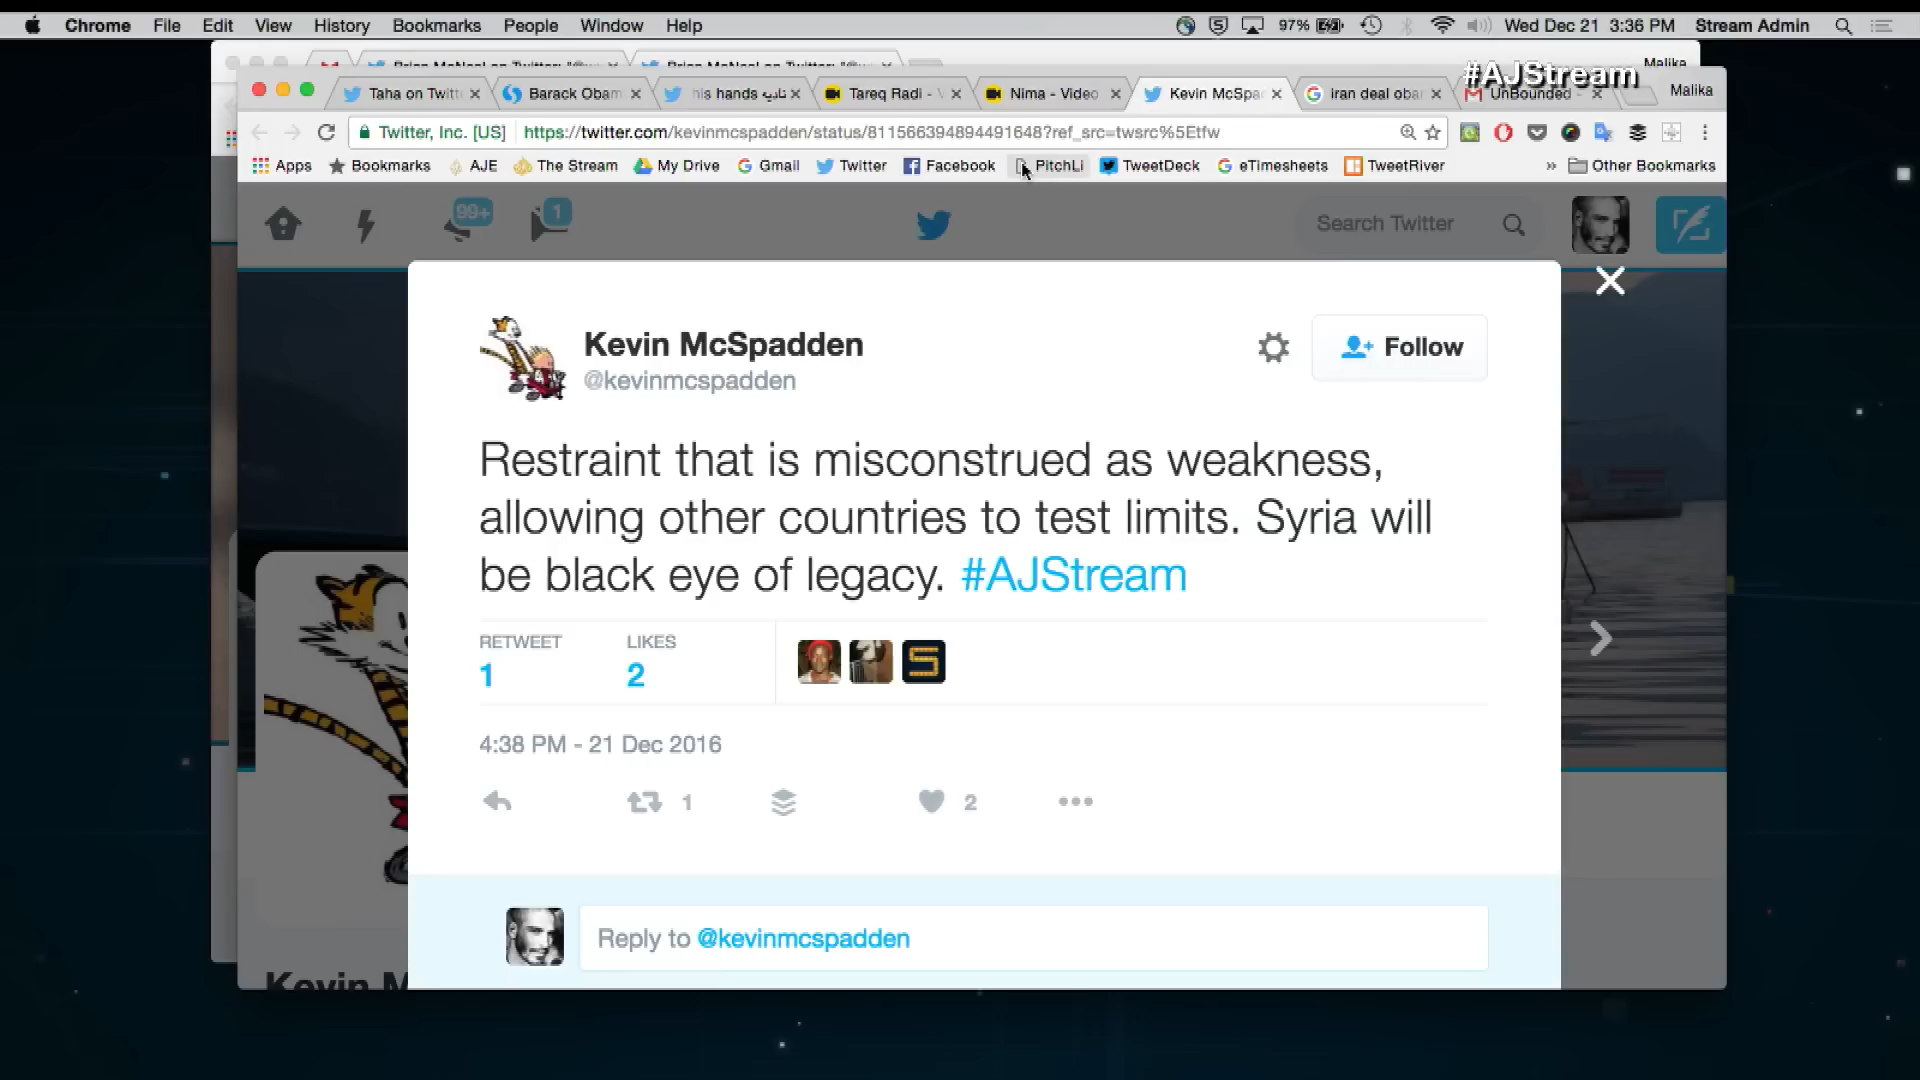 Chrome File Edit View History Bookmarks People Window Help 97% Wed Dec 21 3:36 PM Stream Admin
Malika
#AJStream
Taha on Twitt Barack Obam his hands نادیه Tareq Radi - V Nima - Video Kevin McSpa iran deal oba UnBounded - Malika
Twitter, Inc. [US] https://twitter.com/kevinmcspadden/status/811566394894491648?ref_src=twsrc%5Etfw
Apps Bookmarks AJE The Stream My Drive Gmail Twitter Facebook PitchLi TweetDeck eTimesheets TweetRiver » Other Bookmarks
99+ 1 Search Twitter
Kevin McSpadden
@kevinmcspadden
Follow
Restraint that is misconstrued as weakness,
allowing other countries to test limits. Syria will
be black eye of legacy. #AJStream
RETWEET LIKES
1 2
S
4:38 PM - 21 Dec 2016
1 2
Reply to @kevinmcspadden
Kevin M